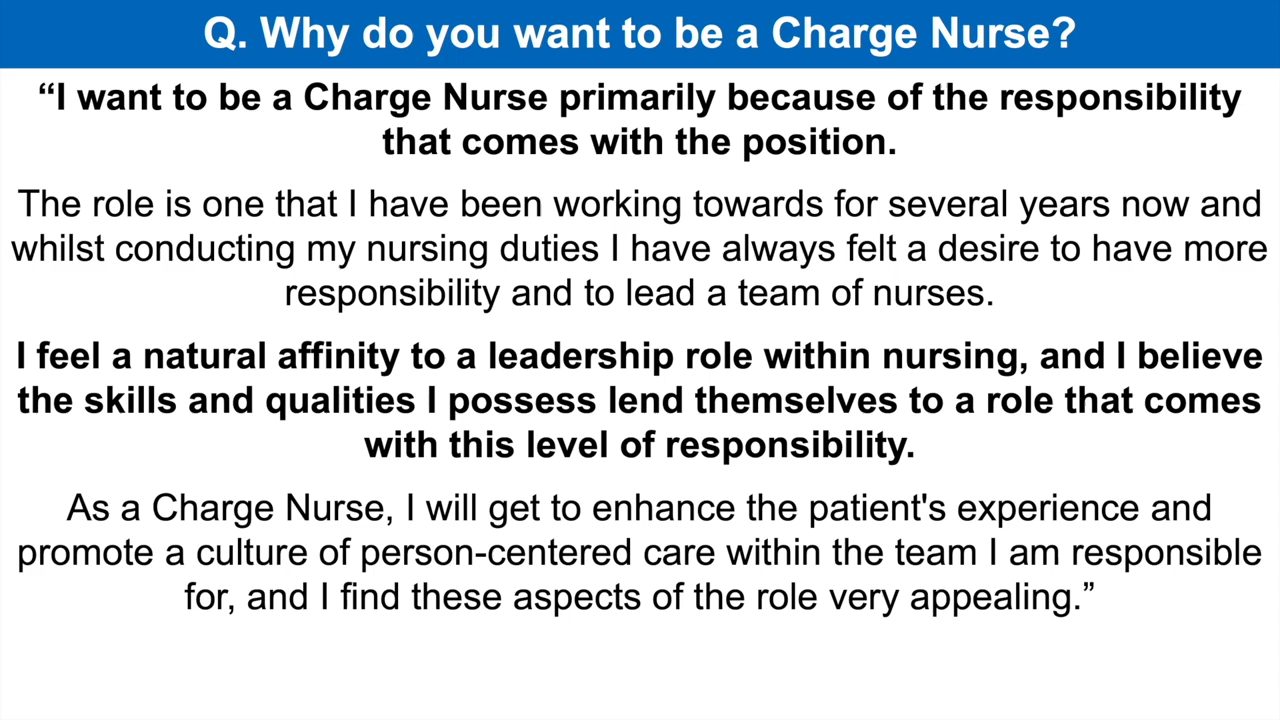 Q. Why do you want to be a Charge Nurse?
“I want to be a Charge Nurse primarily because of the responsibility
that comes with the position.
The role is one that I have been working towards for several years now and
whilst conducting my nursing duties I have always felt a desire to have more
responsibility and to lead a team of nurses.
I feel a natural affinity to a leadership role within nursing, and I believe
the skills and qualities I possess lend themselves to a role that comes
with this level of responsibility.
As a Charge Nurse, I will get to enhance the patient's experience and
promote a culture of person-centered care within the team I am responsible
for, and I find these aspects of the role very appealing.”